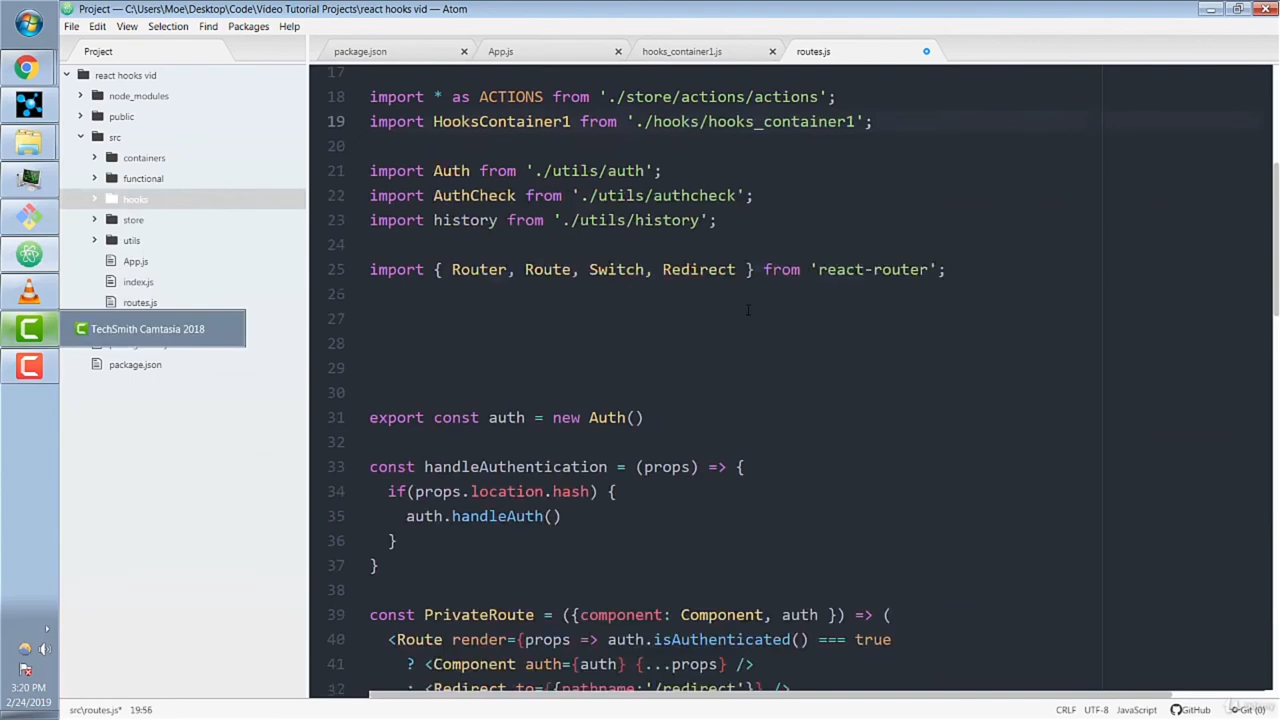 Project — C:\Users\Moe\Desktop\Code\Video Tutorial Projects\react hooks vid — Atom
File Edit View Selection Find Packages Help
Project
package.json
App.js
hooks_container1.js
routes.js
react hooks vid
node_modules
public
src
containers
functional
hooks
store
utils
App.js
index.js
routes.js
TechSmith Camtasia 2018
package.json
17
18 import * as ACTIONS from './store/actions/actions';
19 import HooksContainer1 from './hooks/hooks_container1';
20
21 import Auth from './utils/auth';
22 import AuthCheck from './utils/authcheck';
23 import history from './utils/history';
24
25 import { Router, Route, Switch, Redirect } from 'react-router';
26
27
28
29
30
31 export const auth = new Auth()
32
33 const handleAuthentication = (props) => {
34 if(props.location.hash) {
35 auth.handleAuth()
36 }
37 }
38
39 const PrivateRoute = ({component: Component, auth }) => (
40 <Route render={props => auth.isAuthenticated() === true
41 ? <Component auth={auth} {...props} />
42 : <Redirect to={{pathname:'/redirect'}} />
3:20 PM
2/24/2019
src\routes.js* 19:56
CRLF UTF-8 JavaScript GitHub Git (0)